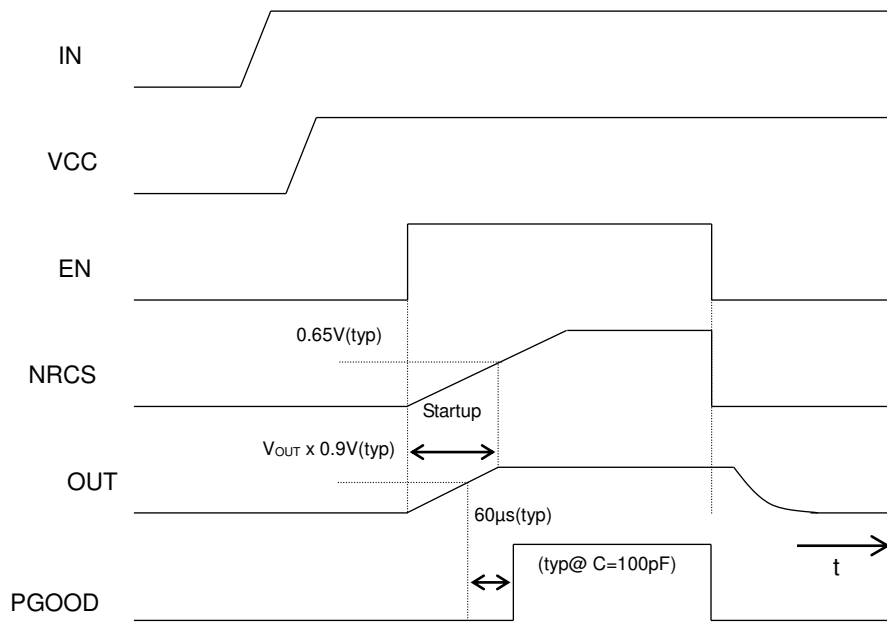 IN
VCC
EN
0.65V(typ)
NRCS
Startup
VOUT x 0.9V(typ)
OUT
60µs(typ)
(typ@ C=100pF)
t
PGOOD